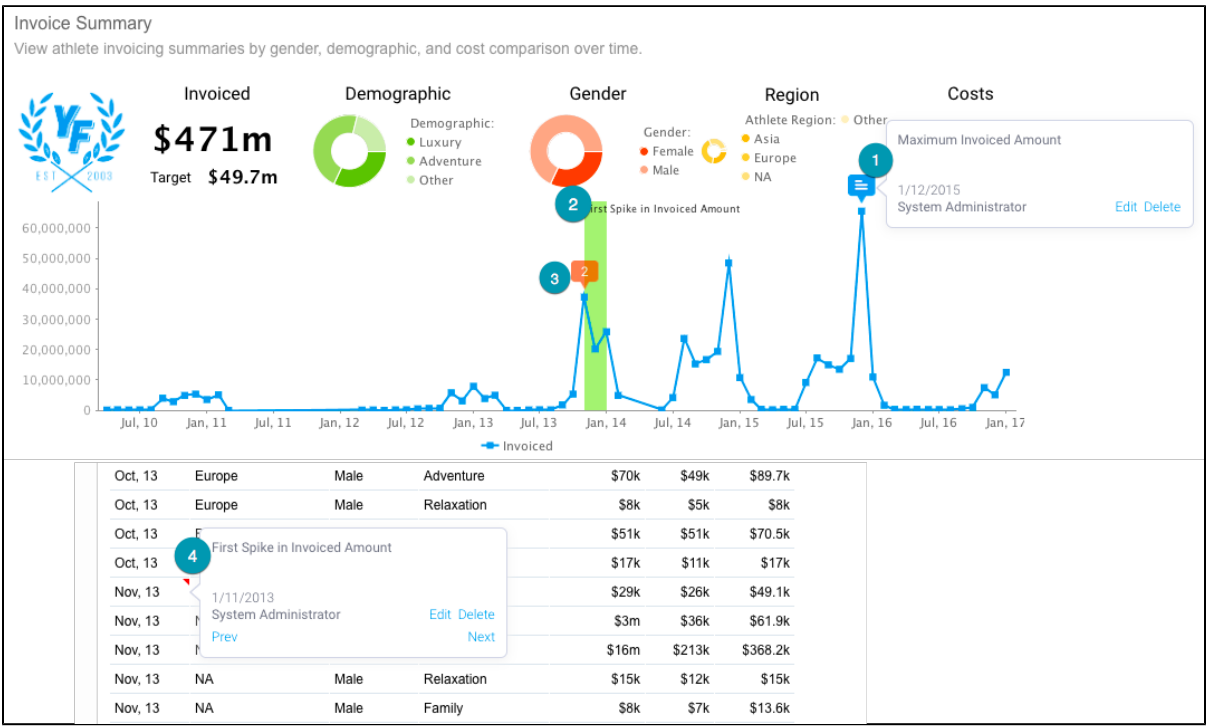 Invoice Summary
View athlete invoicing summaries by gender, demographic, and cost comparison over time.
YF
EST 2003
Invoiced
$471m
Target $49.7m
Demographic
Demographic:
Luxury
Adventure
Other
Gender
Gender:
Female
Male
Region
Athlete Region: Other
Asia
Europe
NA
Costs
1
Maximum Invoiced Amount
1/12/2015
System Administrator Edit Delete
2
irst Spike in Invoiced Amount
3
2
60,000,000
50,000,000
40,000,000
30,000,000
20,000,000
10,000,000
0
Jul, 10 Jan, 11 Jul, 11 Jan, 12 Jul, 12 Jan, 13 Jul, 13 Jan, 14 Jul, 14 Jan, 15 Jul, 15 Jan, 16 Jul, 16 Jan, 17
Invoiced
Oct, 13 Europe Male Adventure $70k $49k $89.7k
Oct, 13 Europe Male Relaxation $8k $5k $8k
Oct, 13 $51k $51k $70.5k
Oct, 13 $17k $11k $17k
Nov, 13 $29k $26k $49.1k
Nov, 13 $3m $36k $61.9k
Nov, 13 $16m $213k $368.2k
Nov, 13 NA Male Relaxation $15k $12k $15k
Nov, 13 NA Male Family $8k $7k $13.6k
4
First Spike in Invoiced Amount
1/11/2013
System Administrator Edit Delete
Prev Next